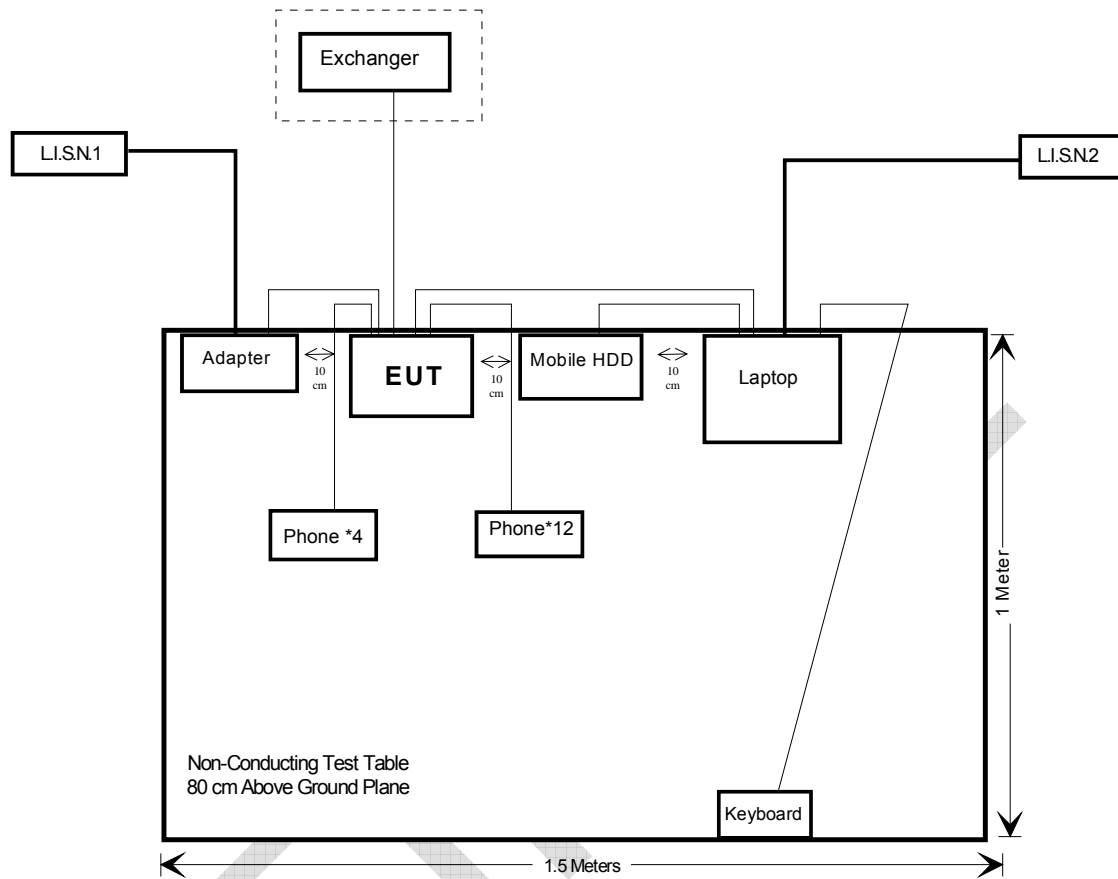 Exchanger
L.I.S.N.1
L.I.S.N.2
Adapter
10
cm
EUT
10
cm
Mobile HDD
10
cm
Laptop
Phone *4
Phone*12
1 Meter
Non-Conducting Test Table
80 cm Above Ground Plane
Keyboard
1.5 Meters